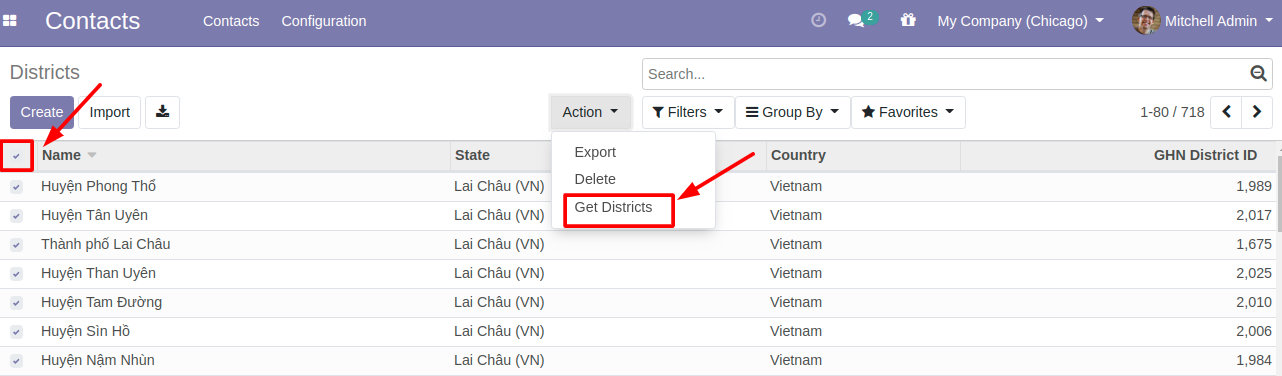 Contacts Contacts Configuration 2 My Company (Chicago) Mitchell Admin
Districts Search...
Create Import Action Filters Group By Favorites 1-80 / 718
Export
Delete
Get Districts
Name State Country GHN District ID
Huyện Phong Thổ Lai Châu (VN) Vietnam 1,989
Huyện Tân Uyên Lai Châu (VN) Vietnam 2,017
Thành phố Lai Châu Lai Châu (VN) Vietnam 1,675
Huyện Than Uyên Lai Châu (VN) Vietnam 2,025
Huyện Tam Đường Lai Châu (VN) Vietnam 2,010
Huyện Sìn Hồ Lai Châu (VN) Vietnam 2,006
Huyện Nậm Nhùn Lai Châu (VN) Vietnam 1,984